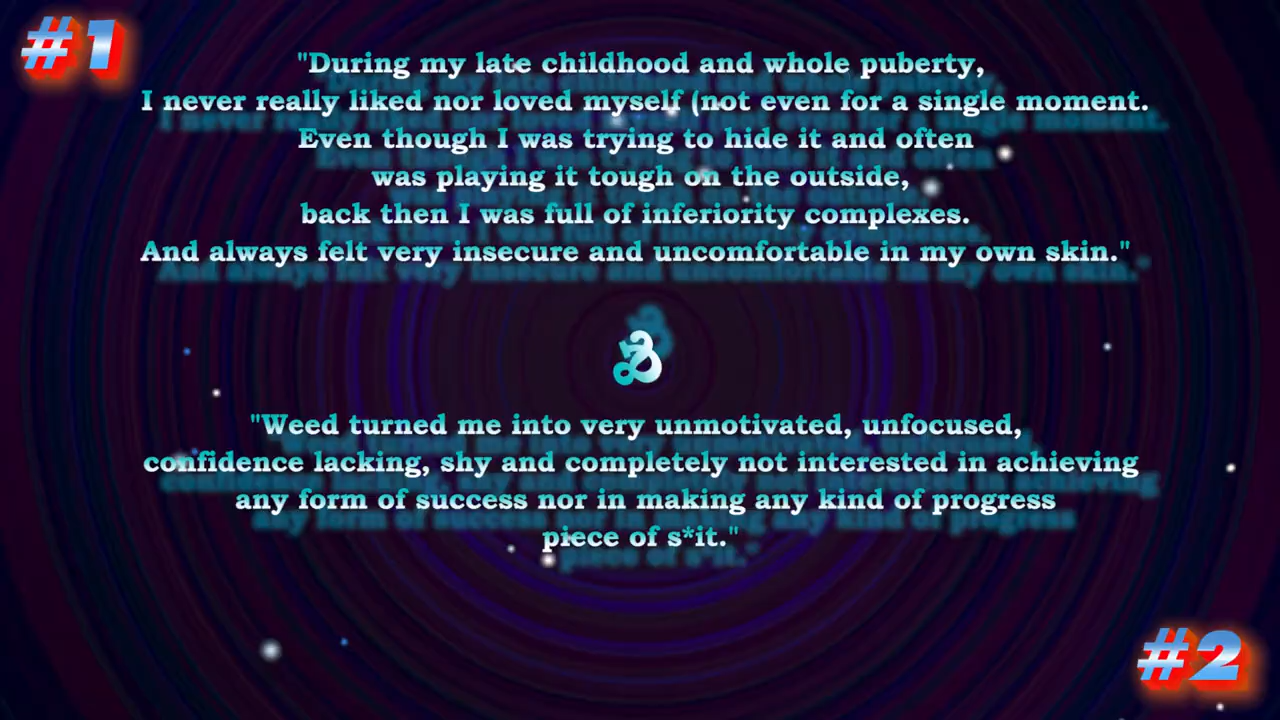 #1
"During my late childhood and whole puberty,
I never really liked nor loved myself (not even for a single moment.
Even though I was trying to hide it and often
was playing it tough on the outside,
back then I was full of inferiority complexes.
And always felt very insecure and uncomfortable in my own skin."
&
"Weed turned me into very unmotivated, unfocused,
confidence lacking, shy and completely not interested in achieving
any form of success nor in making any kind of progress
piece of s*it."
#2